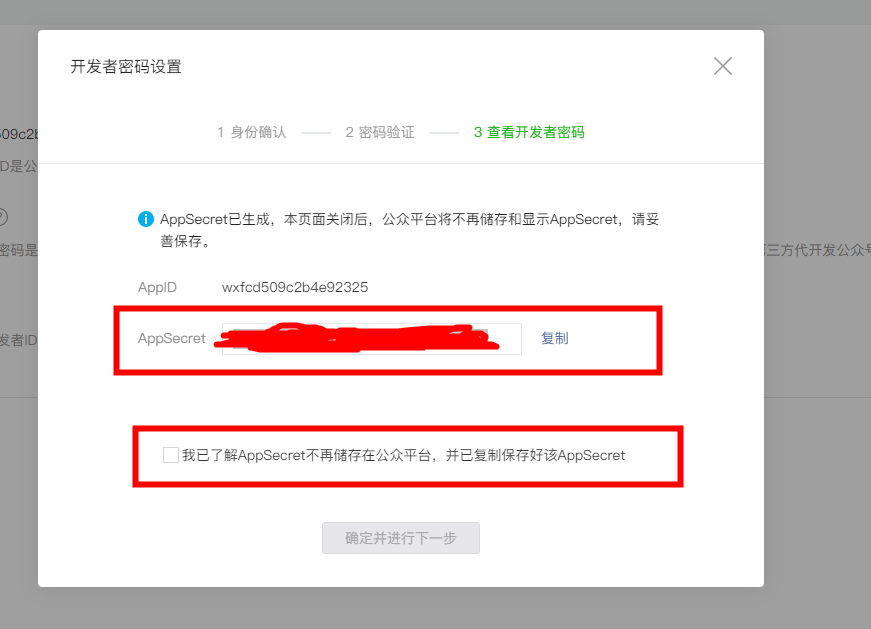 开发者密码设置
1 身份确认
2 密码验证
3 查看开发者密码
AppSecret已生成，本页面关闭后，公众平台将不再储存和显示AppSecret，请妥
善保存。
AppID wxfcd509c2b4e92325
AppSecret 复制
我已了解AppSecret不再储存在公众平台，并已复制保存好该AppSecret
确定并进行下一步
509c2b
D是公
密码是
三方代开发公众号
发者ID